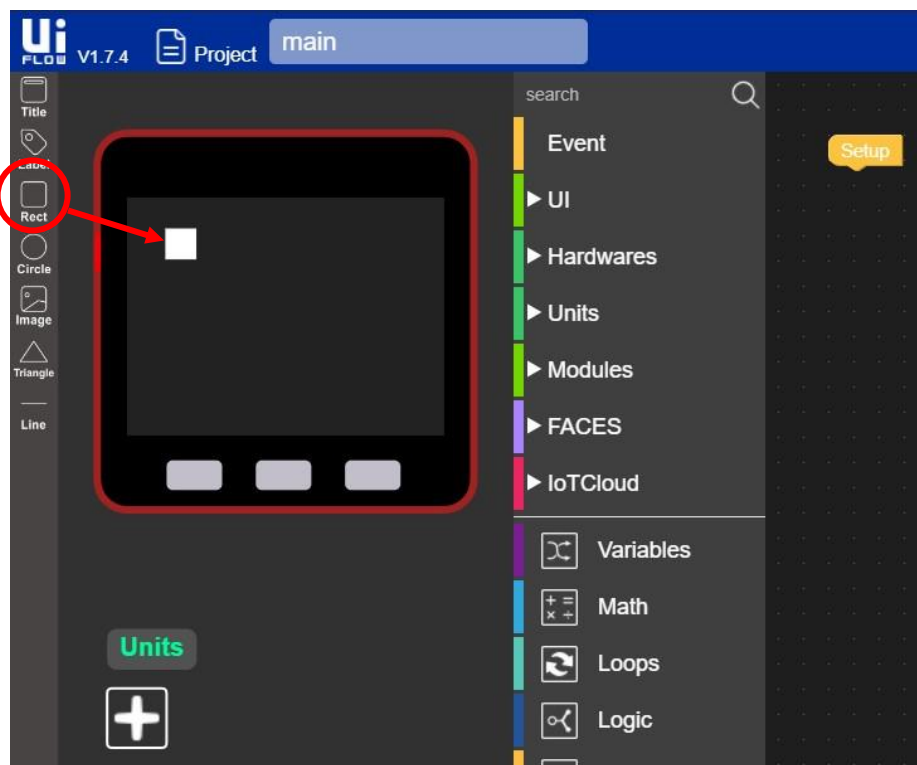 Ui
FLOW V1.7.4 Project main
Title
Label
Rect
Circle
Image
Triangle
Line
Units
search
Event
UI
Hardwares
Units
Modules
FACES
IoTCloud
Variables
Math
Loops
Logic
Setup